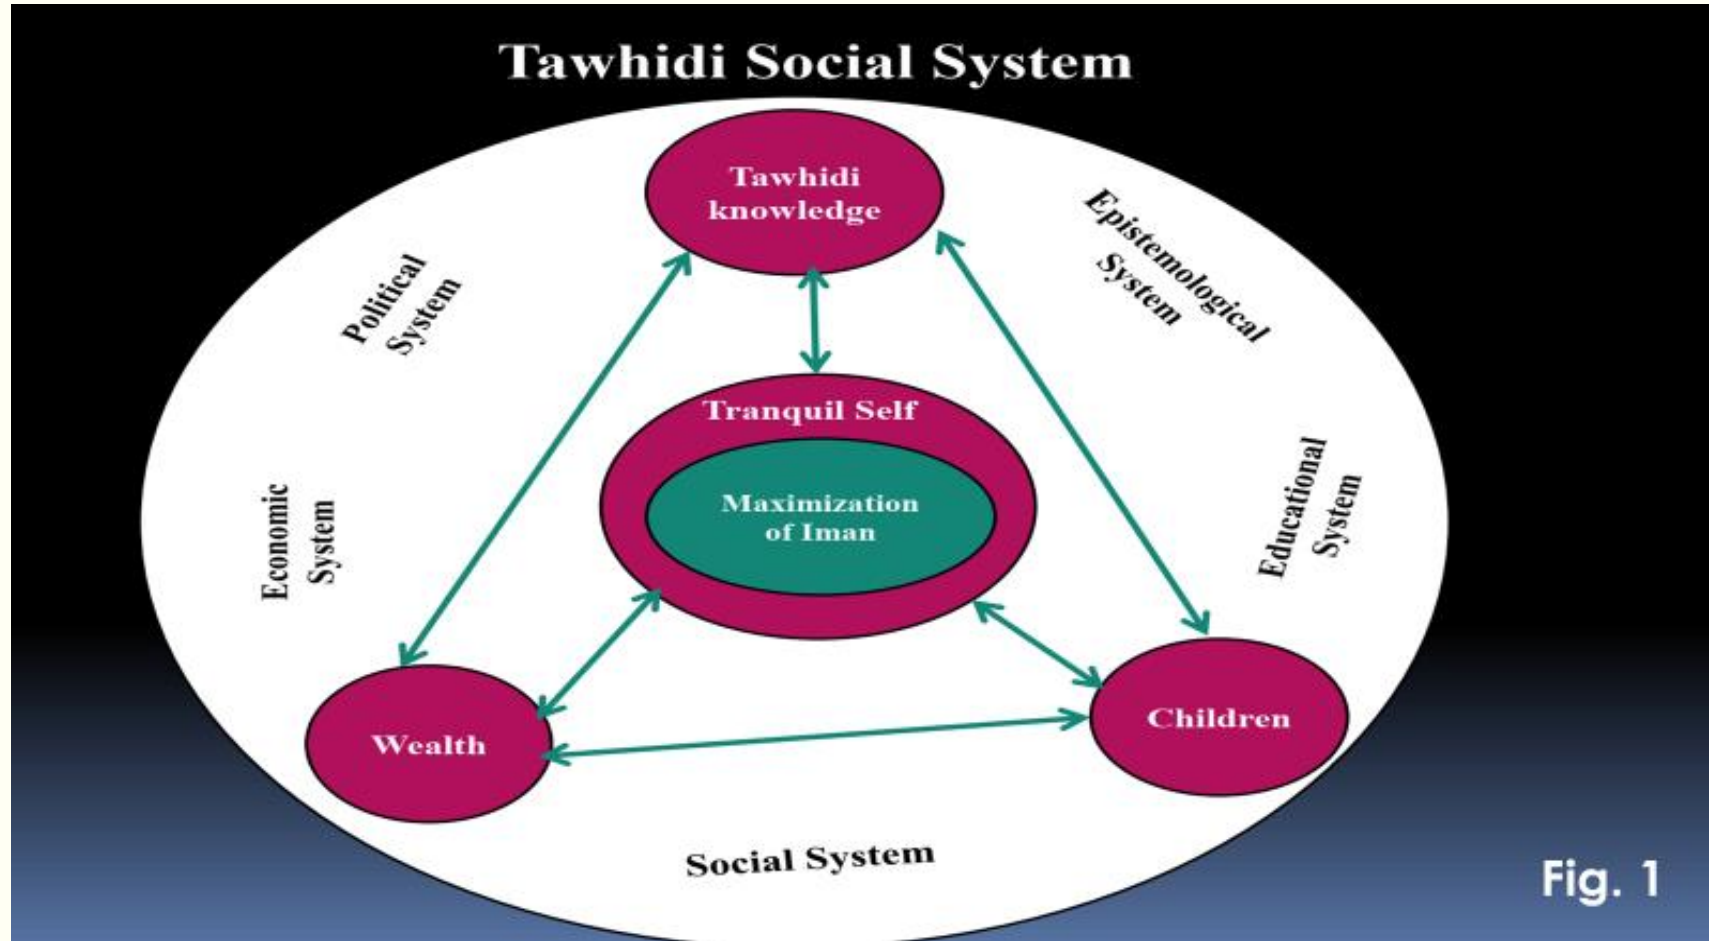 Tawhidi Social System
Tawhidi
knowledge
Epistemological
System
Political
System
Tranquil Self
Maximization
of Iman
Economic
System
Educational
System
Wealth
Children
Social System
Fig. 1